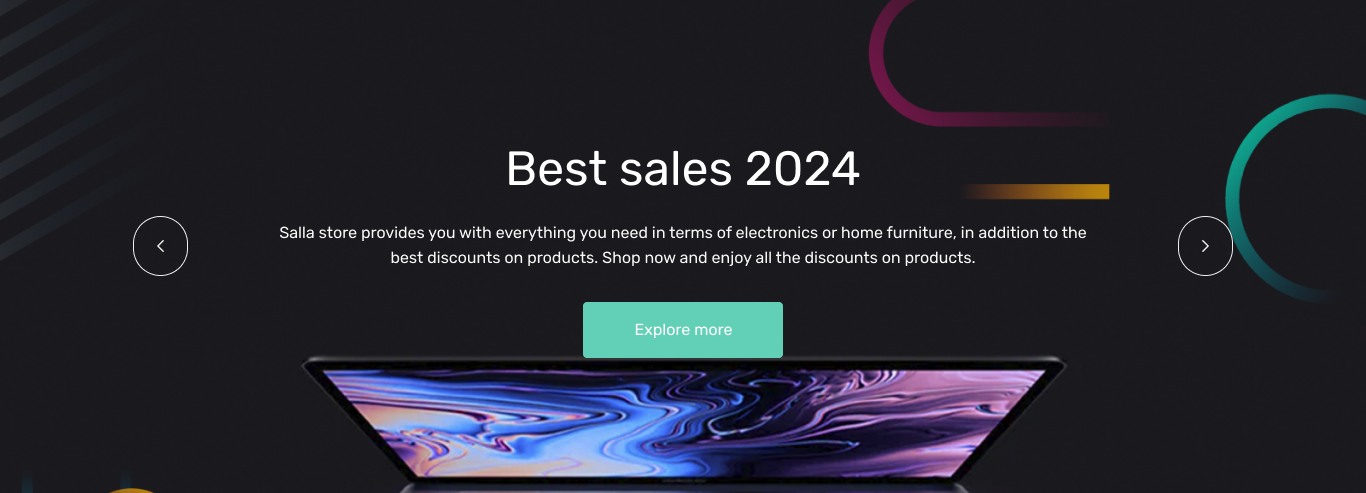 Best sales 2024
Salla store provides you with everything you need in terms of electronics or home furniture, in addition to the
best discounts on products. Shop now and enjoy all the discounts on products.
Explore more